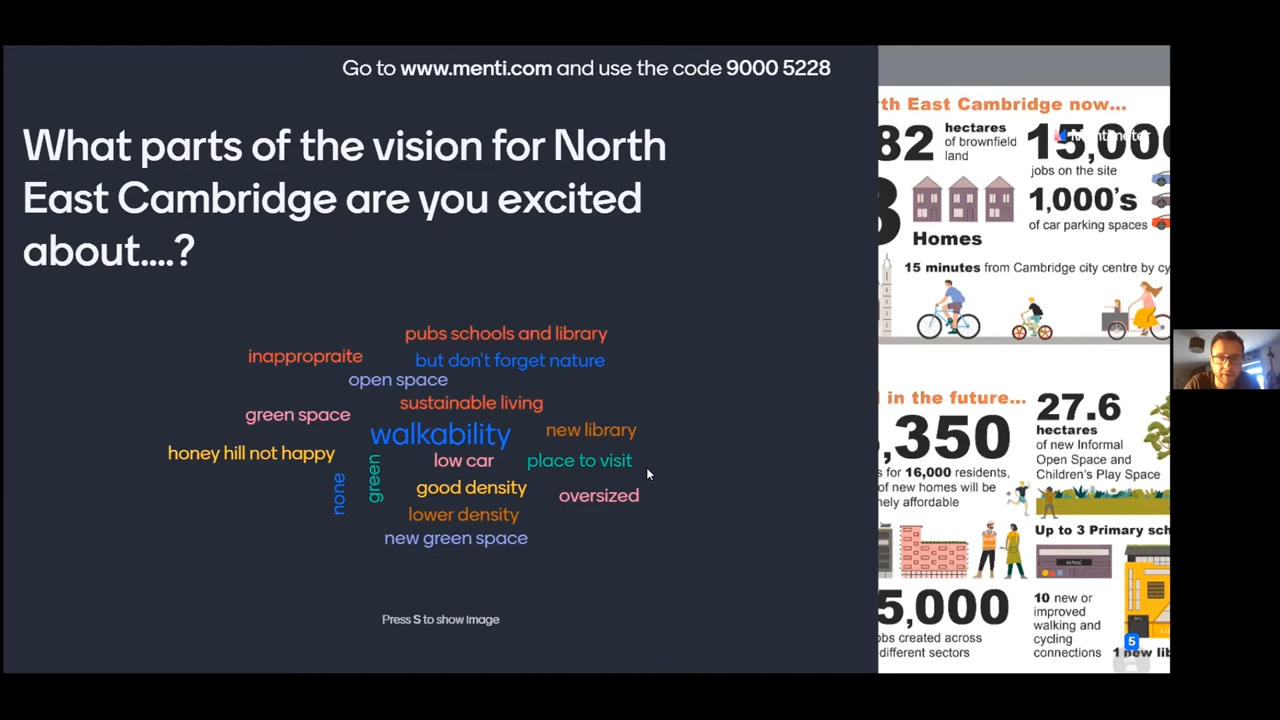 Go to www.menti.com and use the code 9000 5228
What parts of the vision for North
East Cambridge are you excited
about....?
pubs schools and library
inappropraite
but don't forget nature
open space
sustainable living
green space
walkability
new library
honey hill not happy
low car
place to visit
green
none
good density
oversized
lower density
new green space
Press S to show image
East Cambridge now...
82 hectares
of brownfield
land
15,000
jobs on the site
Mentimeter
1,000's
of car parking spaces
Homes
15 minutes from Cambridge city centre by
in the future...
,350
for 16,000 residents,
of new homes will be
affordable
27.6
hectares
of new Informal
Open Space and
Children's Play Space
Up to 3 Primary
5,000
created across
different sectors
10 new or
improved
walking and
cycling
connections
5
1 new